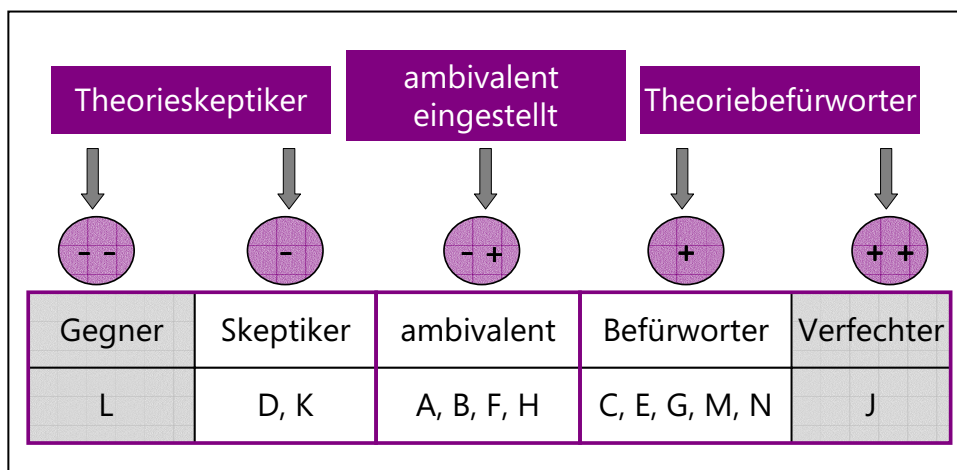 Theorieskeptiker
ambivalent
eingestellt
Theoriebefürworter
- -
-
- +
+
+ +
Gegner
Skeptiker
ambivalent
Befürworter
Verfechter
L
D, K
A, B, F, H
C, E, G, M, N
J